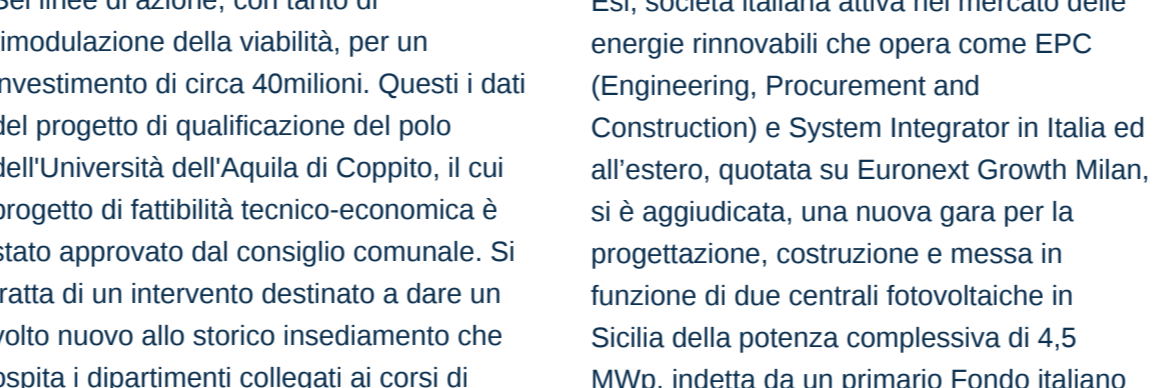 Sei linee di azione, con tanto di
rimodulazione della viabilità, per un
investimento di circa 40milioni. Questi i dati
del progetto di qualificazione del polo
dell'Università dell'Aquila di Coppito, il cui
progetto di fattibilità tecnico-economica è
stato approvato dal consiglio comunale. Si
tratta di un intervento destinato a dare un
volto nuovo allo storico insediamento che
ospita i dipartimenti collegati ai corsi di
Esi, società italiana attiva nel mercato delle
energie rinnovabili che opera come EPC
(Engineering, Procurement and
Construction) e System Integrator in Italia ed
all’estero, quotata su Euronext Growth Milan,
si è aggiudicata, una nuova gara per la
progettazione, costruzione e messa in
funzione di due centrali fotovoltaiche in
Sicilia della potenza complessiva di 4,5
MWp, indetta da un primario Fondo italiano